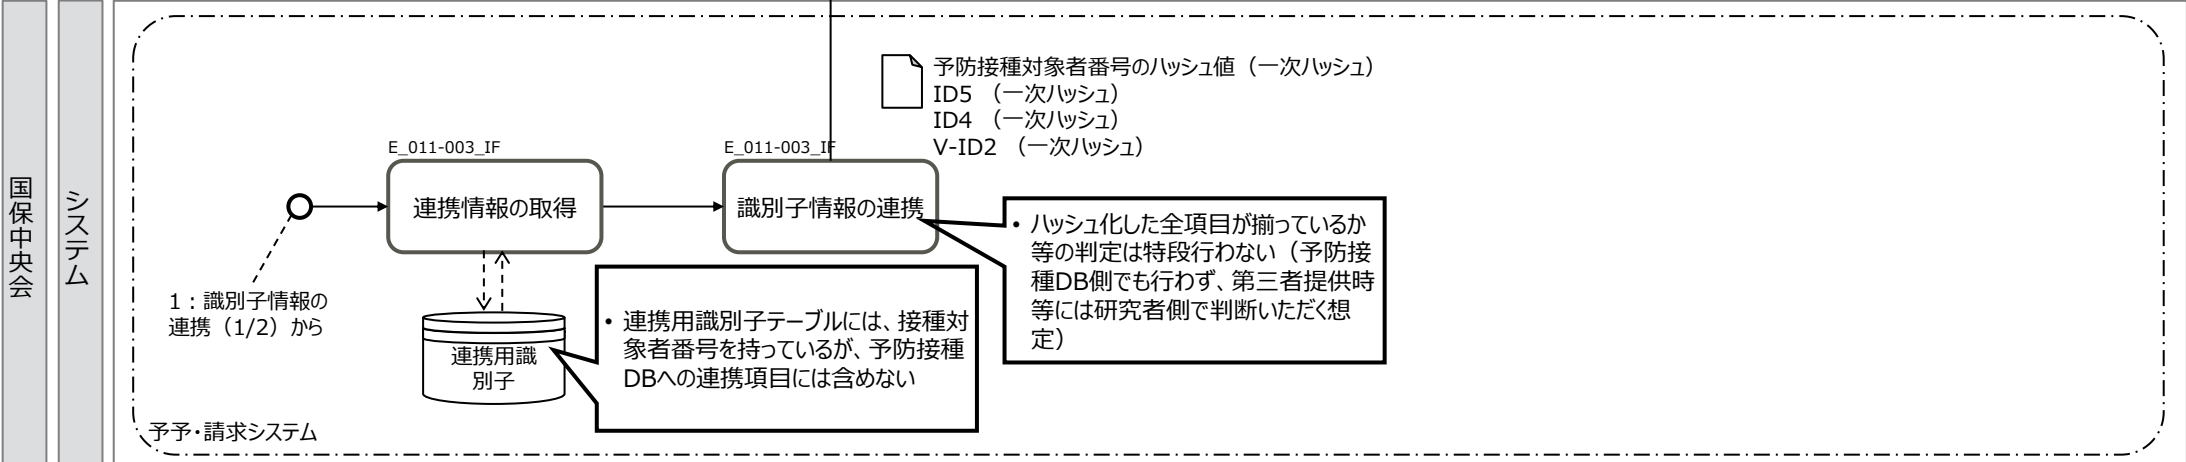 国保中央会
システム
予防接種対象者番号のハッシュ値（一次ハッシュ）
ID5 （一次ハッシュ）
ID4 （一次ハッシュ）
V-ID2 （一次ハッシュ）
E_011-003_IF
連携情報の取得
E_011-003_IF
識別子情報の連携
• ハッシュ化した全項目が揃っているか
等の判定は特段行わない（予防接
種DB側でも行わず、第三者提供時
等には研究者側で判断いただく想
定）
1：識別子情報の
連携（1/2）から
連携用識
別子
• 連携用識別子テーブルには、接種対
象者番号を持っているが、予防接種
DBへの連携項目には含めない
予予・請求システム